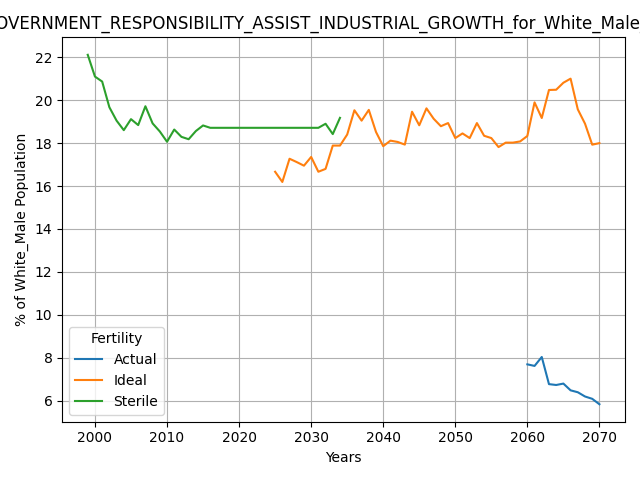 OVERNMENT_RESPONSIBILITY_ASSIST_INDUSTRIAL_GROWTH_for_White_Male
% of White_Male Population
22
20
18
16
14
12
10
8
6
Fertility
Actual
Ideal
Sterile
2000 2010 2020 2030 2040 2050 2060 2070
Years